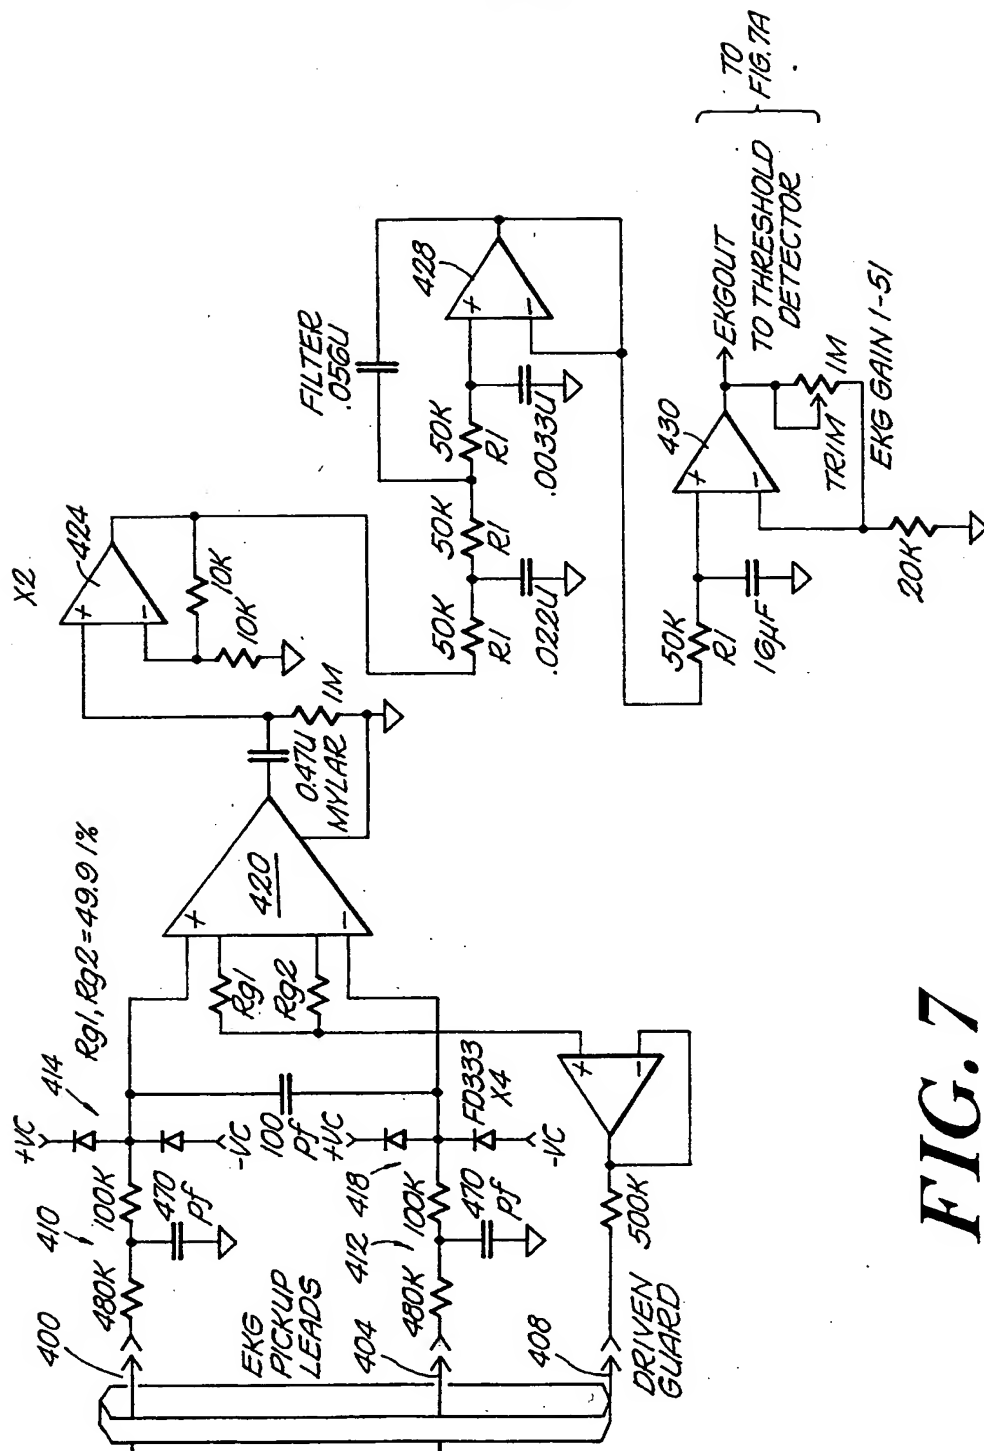 +VC
414
Rg1, Rg2 = 49.9 1%
400
410
480K
100K
470
pf
-VC
EKG
PICKUP
LEADS
100
pf
+VC
418
412
404
480K
100K
470
pf
FD333
X4
-VC
408
DRIVEN
GUARD
500K
+
-
+
-
Rg1
Rg2
420
0.47U
MYLAR
1M
X2
424
+
-
10K
10K
FILTER
.056U
428
50K
R1
50K
R1
50K
R1
.022U
.0033U
+
-
430
50K
R1
16µF
+
-
20K
TRIM
1M
EKG GAIN 1-51
EKGOUT
TO THRESHOLD
DETECTOR
TO
FIG. 7A
FIG. 7